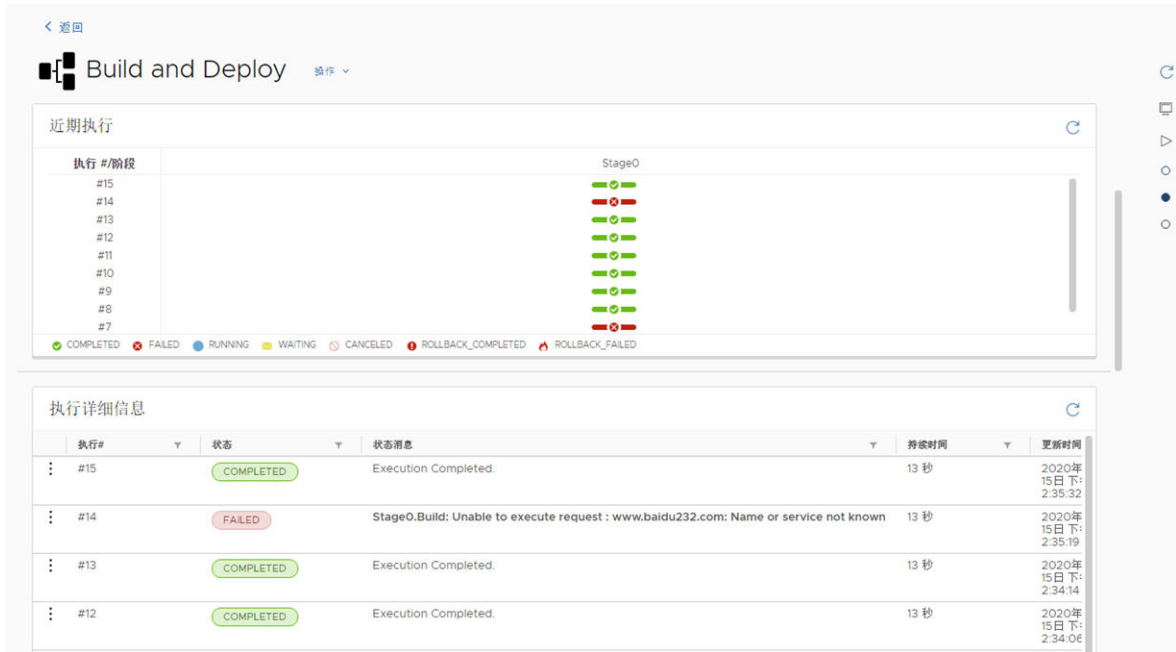 返回
Build and Deploy 操作
近期执行
执行 #/阶段 Stage0
#15
#14
#13
#12
#11
#10
#9
#8
#7
COMPLETED FAILED RUNNING WAITING CANCELED ROLLBACK_COMPLETED ROLLBACK_FAILED
执行详细信息
执行# 状态 状态消息 持续时间 更新时间
#15 COMPLETED Execution Completed. 13 秒 2020年
15日 下
2:35:32
#14 FAILED Stage0.Build: Unable to execute request : www.baidu232.com: Name or service not known 13 秒 2020年
15日 下
2:35:19
#13 COMPLETED Execution Completed. 13 秒 2020年
15日 下
2:34:14
#12 COMPLETED Execution Completed. 13 秒 2020年
15日 下
2:34:06